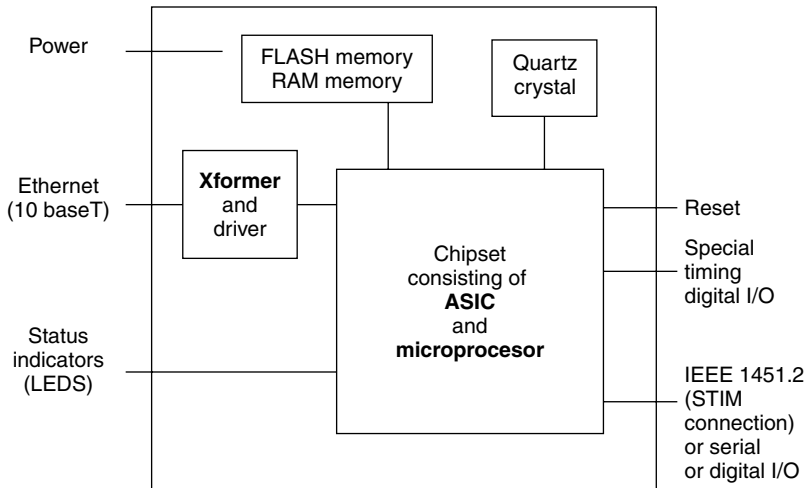 Power
FLASH memory
RAM memory
Quartz
crystal
Ethernet
(10 baseT)
Xformer
and
driver
Chipset
consisting of
ASIC
and
microprocesor
Reset
Special
timing
digital I/O
Status
indicators
(LEDS)
IEEE 1451.2
(STIM
connection)
or serial
or digital I/O